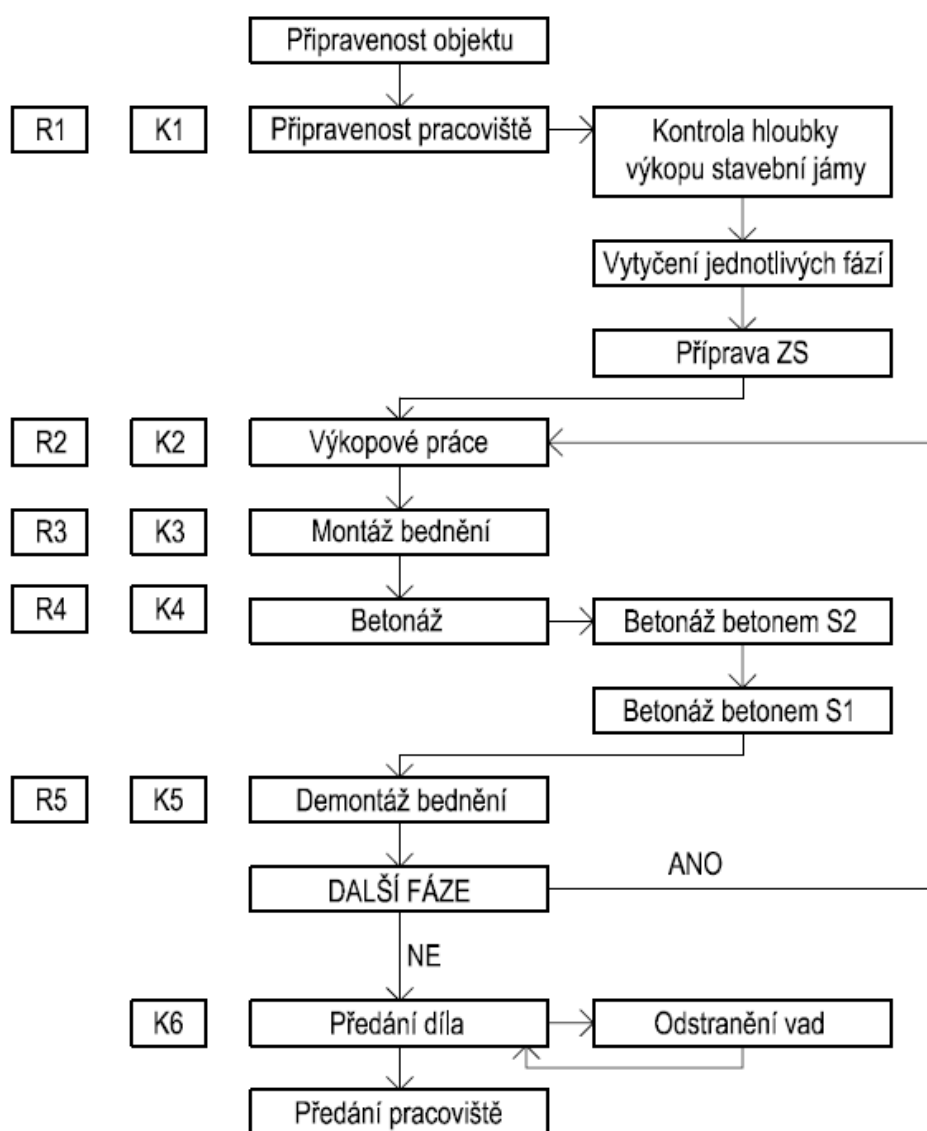 Připravenost objektu
R1 K1 Připravenost pracoviště
Kontrola hloubky
výkopu stavební jámy
Vytyčení jednotlivých fází
Příprava ZS
R2 K2 Výkopové práce
R3 K3 Montáž bednění
R4 K4 Betonáž Betonáž betonem S2
Betonáž betonem S1
R5 K5 Demontáž bednění
ANO
DALŠÍ FÁZE
NE
K6 Předání díla Odstranění vad
Předání pracoviště